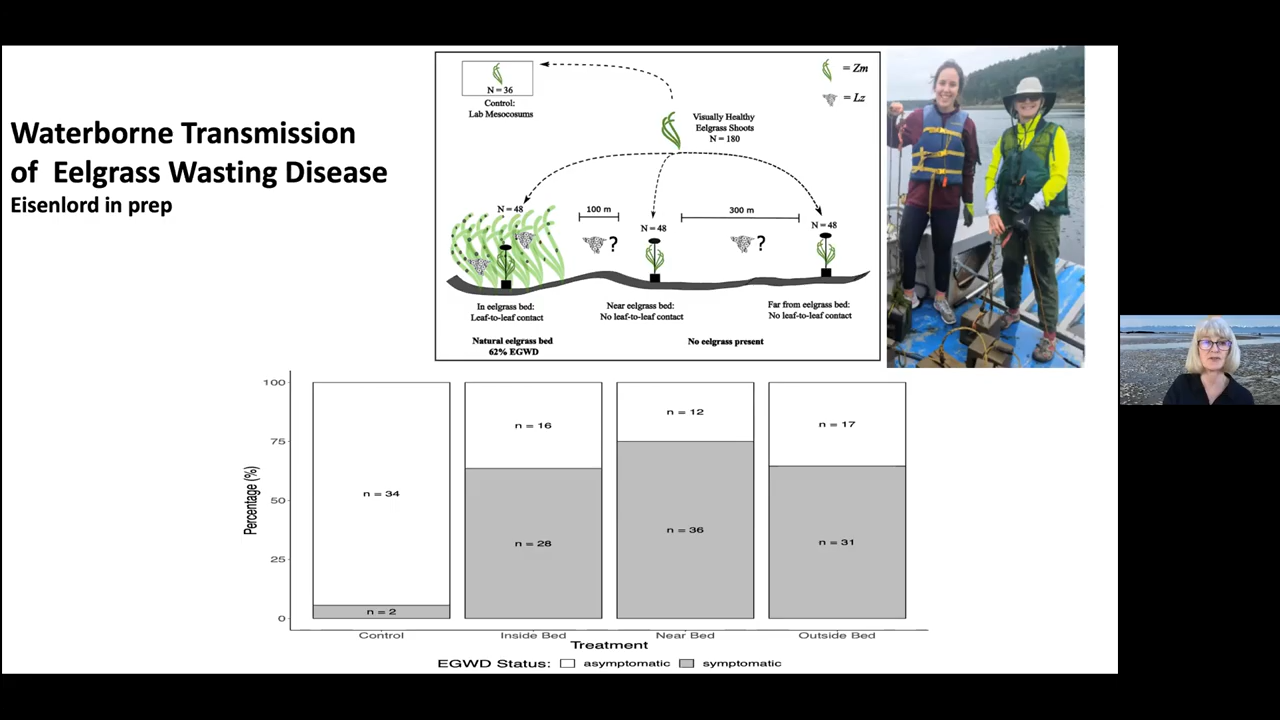 Waterborne Transmission
of Eelgrass Wasting Disease
Eisenlord in prep
N = 36
Control:
Lab Mesocosums
Visually Healthy
Eelgrass Shoots
N = 180
= Zm
= Lz
N = 48
100 m
?
N = 48
300 m
?
N = 48
In eelgrass bed:
Leaf-to-leaf contact
Near eelgrass bed:
No leaf-to-leaf contact
Far from eelgrass bed:
No leaf-to-leaf contact
Natural eelgrass bed
62% EGWD
No eelgrass present
Percentage (%)
100
75
50
25
0
n = 34
n = 2
n = 16
n = 28
n = 12
n = 36
n = 17
n = 31
Control
Inside Bed
Near Bed
Outside Bed
Treatment
EGWD Status: asymptomatic symptomatic